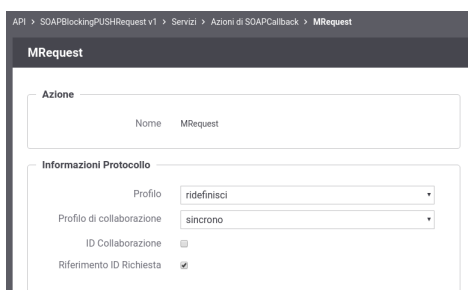 API > SOAPBlockingPUSHRequest v1 > Servizi > Azioni di SOAPCallback > MRequest
MRequest
Azione
Nome MRequest
Informazioni Protocollo
Profilo ridefinisci
Profilo di collaborazione sincrono
ID Collaborazione
Riferimento ID Richiesta